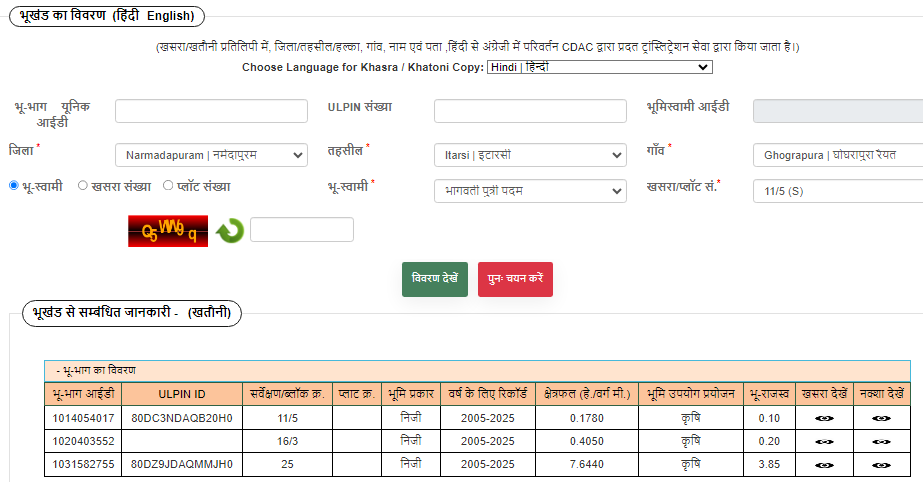 भूखंड का विवरण (हिंदी English)
(खसरा/खतौनी प्रतिलिपी में, जिला/तहसील/हल्का, गांव, नाम एवं पता ,हिंदी से अंग्रेजी में परिवर्तन CDAC द्वारा प्रदत ट्रांस्लिट्रेशन सेवा द्वारा किया जाता है।)
Choose Language for Khasra / Khatoni Copy: Hindi | हिन्दी
भू-भाग यूनिक आईडी ULPIN संख्या भूमिस्वामी आईडी
जिला * Narmadapuram | नर्मदापुरम तहसील * Itarsi | इटारसी गाँव * Ghograpura | घोघरापुरा रैयत
भू-स्वामी खसरा संख्या प्लॉट संख्या भू-स्वामी * भागवती पुत्री पदम खसरा/प्लॉट सं.* 11/5 (S)
Q5WW9q
विवरण देखें पुनः चयन करें
भूखंड से सम्बंधित जानकारी - (खतौनी)
- भू-भाग का विवरण
भू-भाग आईडी ULPIN ID सर्वेक्षण/ब्लॉक क्र. प्लाट क्र. भूमि प्रकार वर्ष के लिए रिकॉर्ड क्षेत्रफल (हे./वर्ग मी.) भूमि उपयोग प्रयोजन भू-राजस्व खसरा देखें नक्शा देखें
1014054017 80DC3NDAQB20H0 11/5 निजी 2005-2025 0.1780 कृषि 0.10
1020403552 16/3 निजी 2005-2025 0.4050 कृषि 0.20
1031582755 80DZ9JDAQMMJH0 25 निजी 2005-2025 7.6440 कृषि 3.85